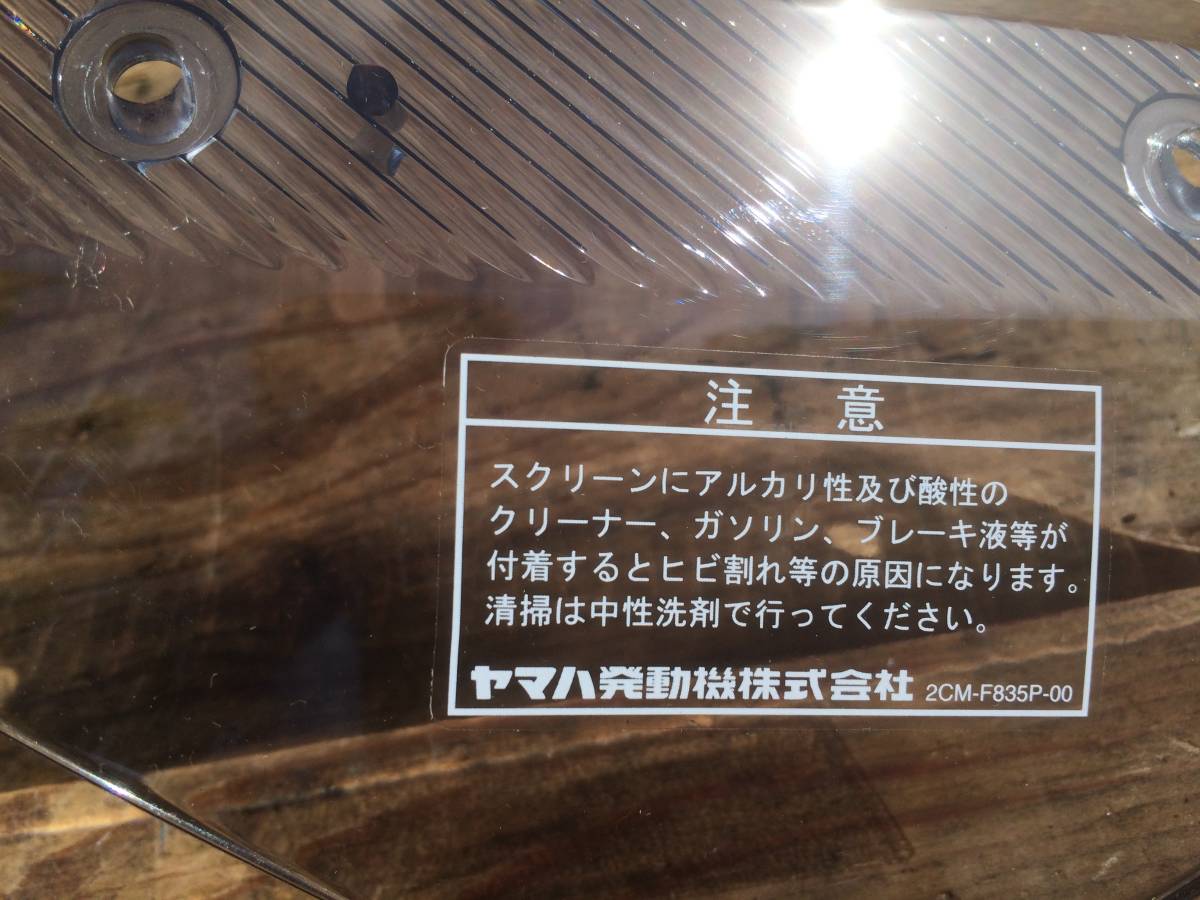 注 意
スクリーンにアルカリ性及び酸性の
クリーナー、ガソリン、ブレーキ液等が
付着するとヒビ割れ等の原因になります。
清掃は中性洗剤で行ってください。
ヤマハ発動機株式会社 2CM-F835P-00